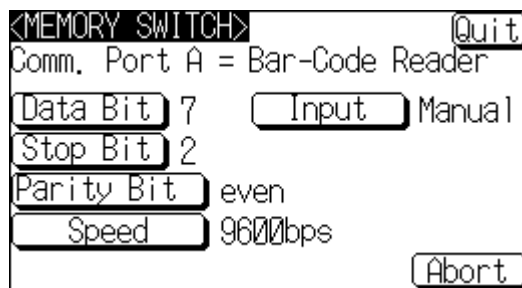 <MEMORY SWITCH> Quit
Comm. Port A = Bar-Code Reader
Data Bit 7 Input Manual
Stop Bit 2
Parity Bit even
Speed 9600bps
Abort